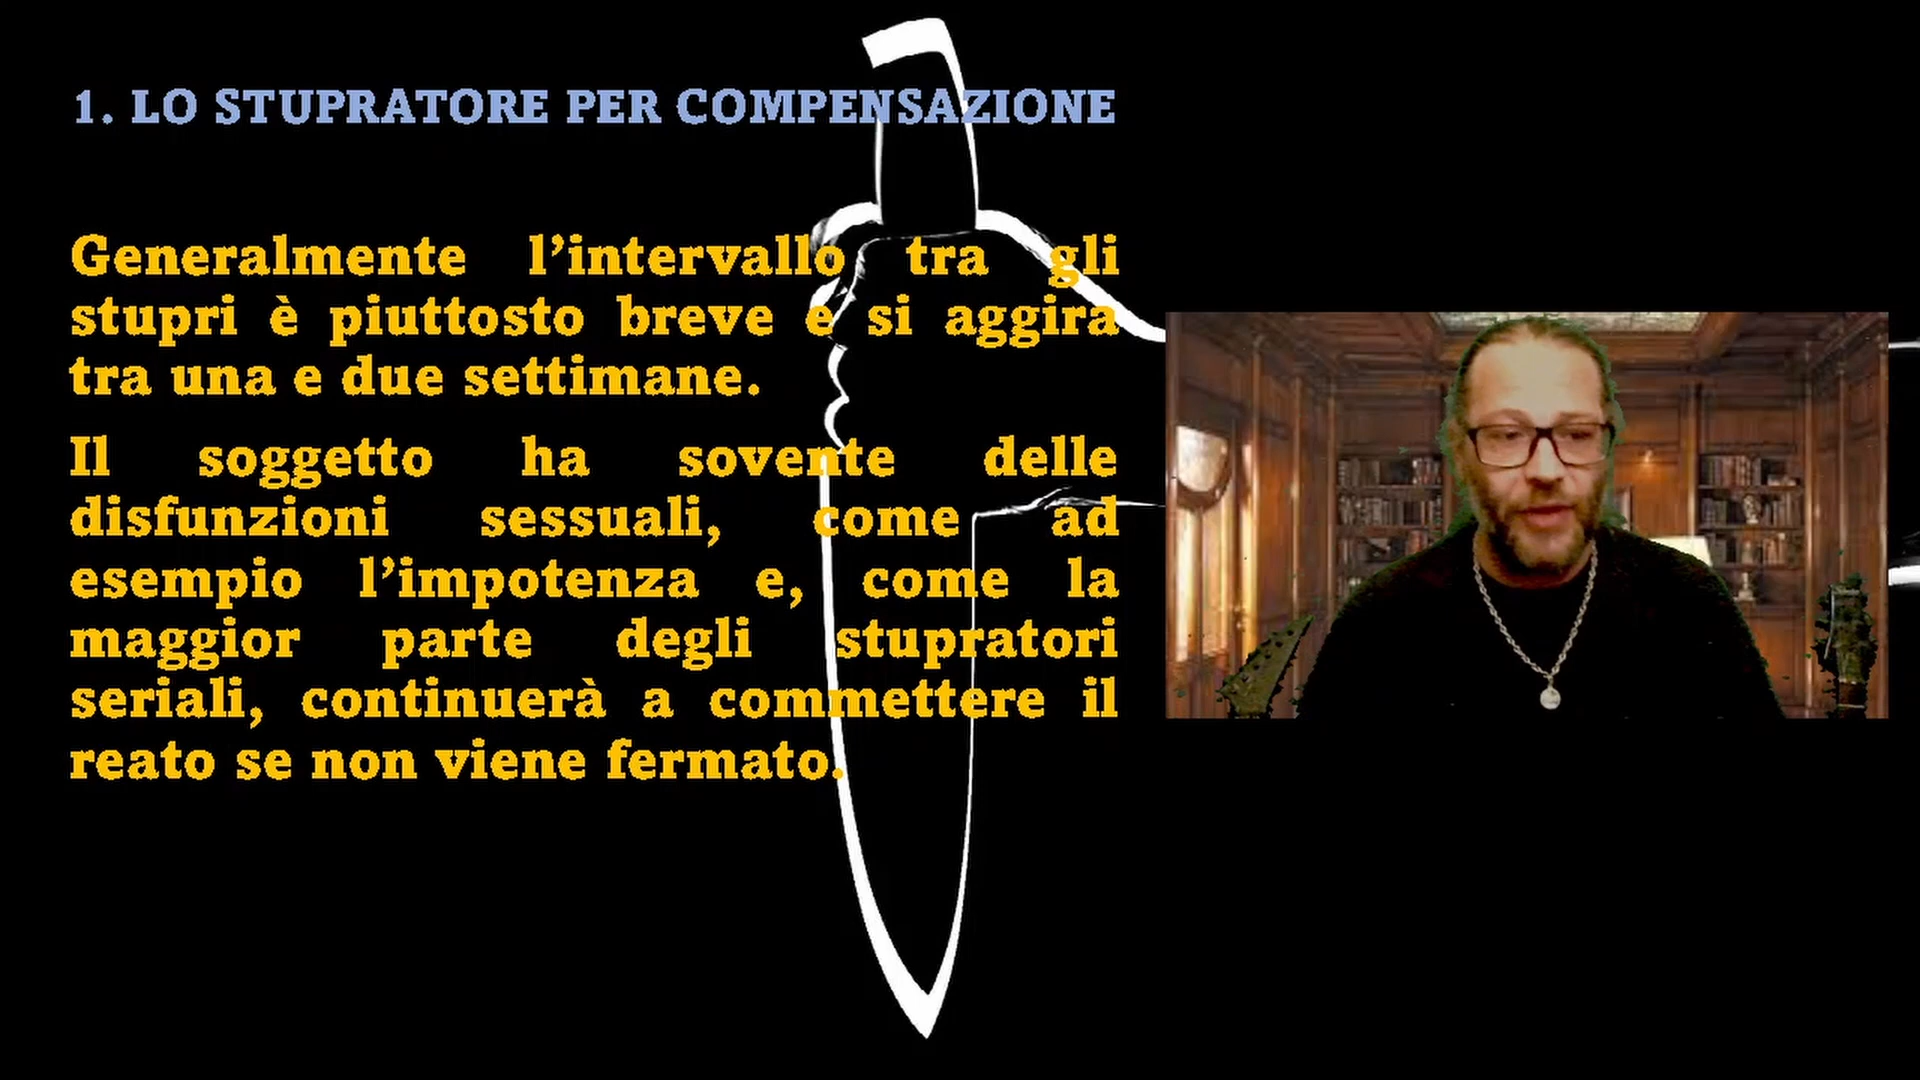 1. LO STUPRATORE PER COMPENSAZIONE
Generalmente l’intervallo tra gli
stupri è piuttosto breve e si aggira
tra una e due settimane.
Il soggetto ha sovente delle
disfunzioni sessuali, come ad
esempio l’impotenza e, come la
maggior parte degli stupratori
seriali, continuerà a commettere il
reato se non viene fermato.